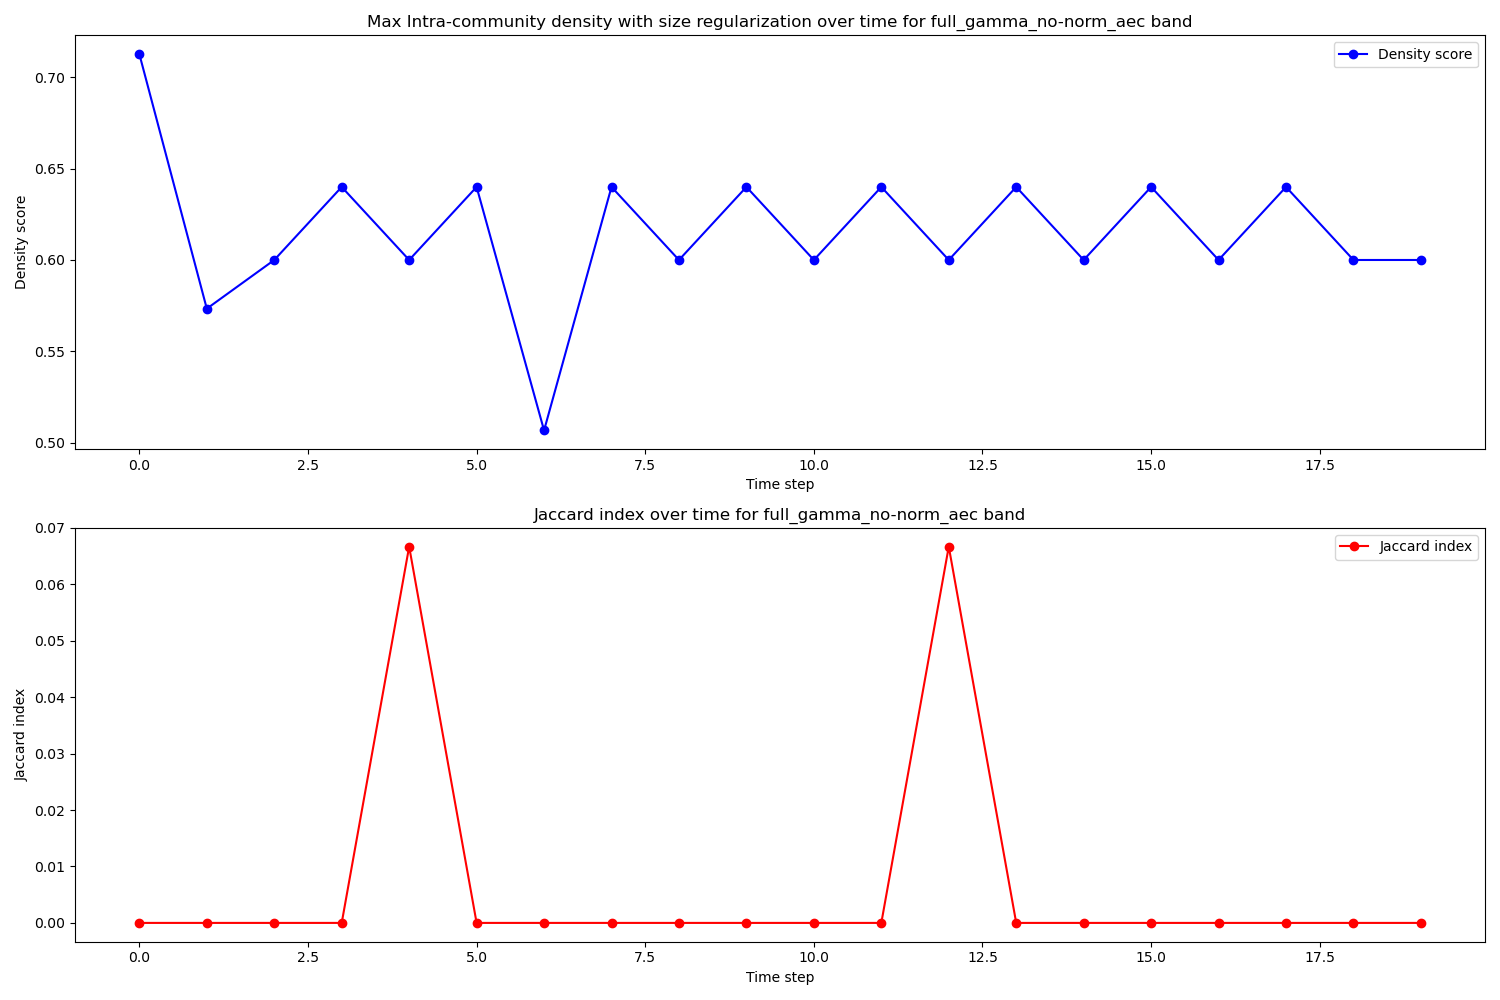 Max Intra-community density with size regularization over time for full_gamma_no-norm_aec band
Density score
Density score
0.70
0.65
0.60
0.55
0.50
0.0 2.5 5.0 7.5 10.0 12.5 15.0 17.5
Time step
Jaccard index over time for full_gamma_no-norm_aec band
Jaccard index
Jaccard index
0.07
0.06
0.05
0.04
0.03
0.02
0.01
0.00
0.0 2.5 5.0 7.5 10.0 12.5 15.0 17.5
Time step